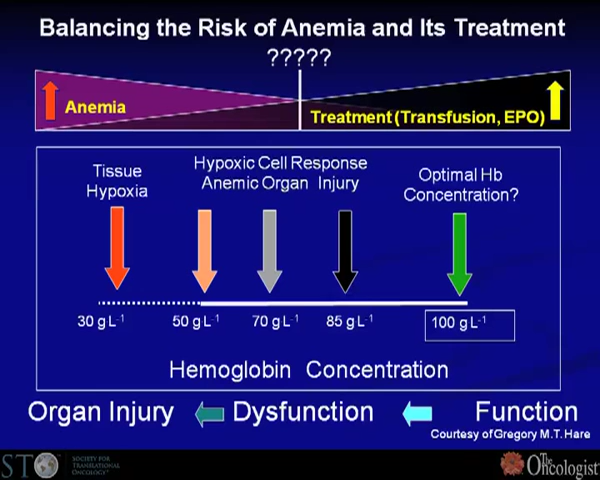 Balancing the Risk of Anemia and Its Treatment
?????
Anemia
Treatment (Transfusion, EPO)
Tissue
Hypoxia
Hypoxic Cell Response
Anemic Organ Injury
Optimal Hb
Concentration?
30 g L⁻¹ 50 g L⁻¹ 70 g L⁻¹ 85 g L⁻¹ 100 g L⁻¹
Hemoglobin Concentration
Organ Injury Dysfunction Function
Courtesy of Gregory M.T. Hare
STO
SOCIETY FOR
TRANSLATIONAL
ONCOLOGY
The
Oncologist